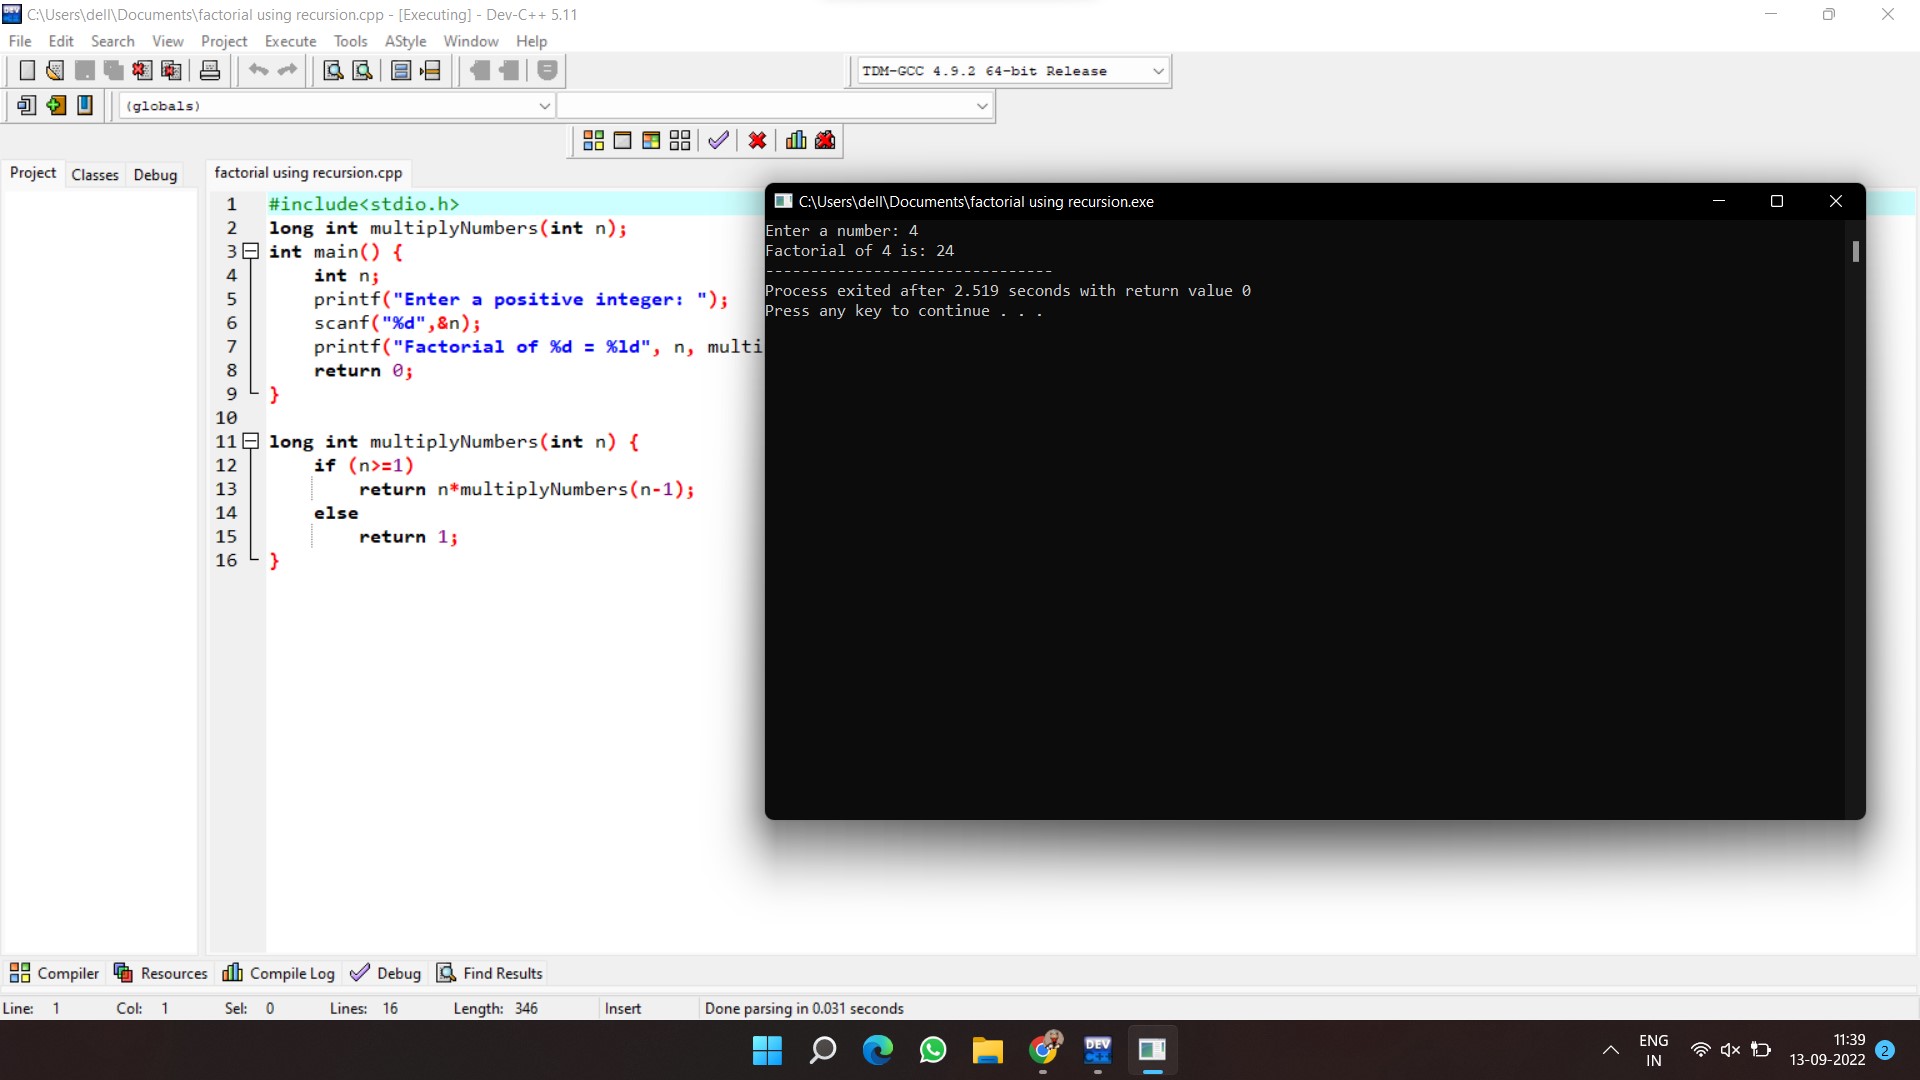 C:\Users\dell\Documents\factorial using recursion.cpp - [Executing] - Dev-C++ 5.11
File Edit Search View Project Execute Tools AStyle Window Help
TDM-GCC 4.9.2 64-bit Release
(globals)
Project Classes Debug
factorial using recursion.cpp
1 #include<stdio.h>
2 long int multiplyNumbers(int n);
3 int main() {
4 int n;
5 printf("Enter a positive integer: ");
6 scanf("%d",&n);
7 printf("Factorial of %d = %ld", n, multi
8 return 0;
9 }
10
11 long int multiplyNumbers(int n) {
12 if (n>=1)
13 return n*multiplyNumbers(n-1);
14 else
15 return 1;
16 }
C:\Users\dell\Documents\factorial using recursion.exe
Enter a number: 4
Factorial of 4 is: 24
--------------------------------
Process exited after 2.519 seconds with return value 0
Press any key to continue . . .
Compiler Resources Compile Log Debug Find Results
Line: 1 Col: 1 Sel: 0 Lines: 16 Length: 346 Insert Done parsing in 0.031 seconds
DEV
C++
ENG
IN
11:39
13-09-2022
2